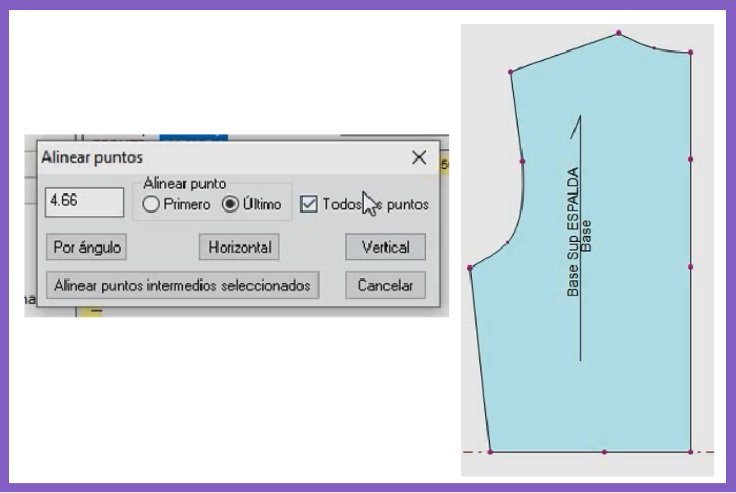 Alinear puntos
4.66
Alinear punto
Primero
Último
Todos puntos
Por ángulo
Horizontal
Vertical
Alinear puntos intermedios seleccionados
Cancelar
Base Sup ESPALDA
Base